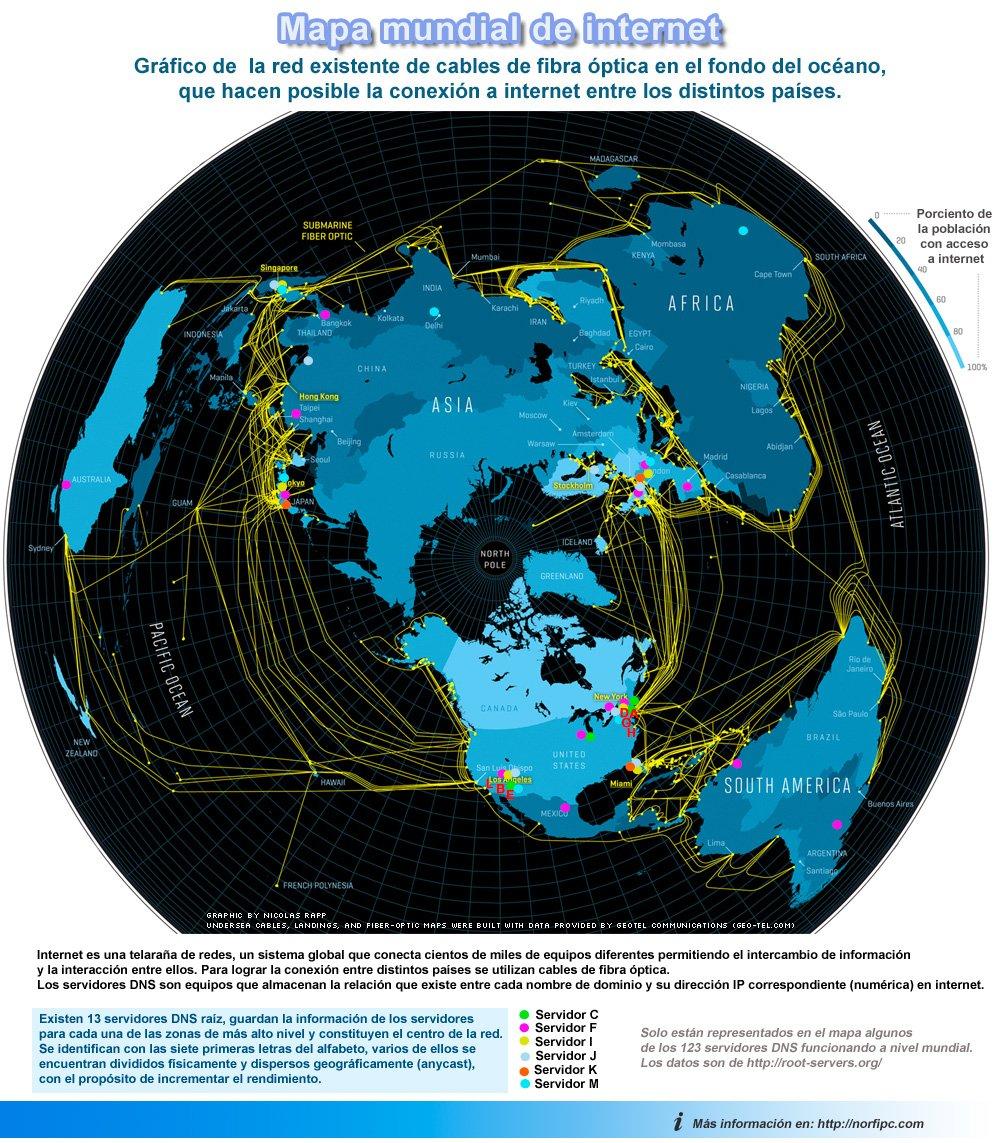 Mapa mundial de internet
Gráfico de la red existente de cables de fibra óptica en el fondo del océano,
que hacen posible la conexión a internet entre los distintos países.
MADAGASCAR
SUBMARINE
FIBER OPTIC
Porciento de
la población
con acceso
a internet
0
20
40
60
80
100%
Mombasa
KENYA
SOUTH AFRICA
Cape Town
Mumbai
Singapore
INDIA
Karachi
Riyadh
AFRICA
Jakarta
Kolkata
Delhi
IRAN
Bangkok
THAILAND
INDONESIA
Baghdad
EGYPT
Cairo
CHINA
TURKEY
Istanbul
Manila
NIGERIA
Hong Kong
ASIA
Kiev
Lagos
Taipei
Shanghai
Moscow
Beijing
Amsterdam
Warsaw
Abidjan
RUSSIA
Seoul
Madrid
Casablanca
AUSTRALIA
Stockholm
ATLANTIC OCEAN
GUAM
JAPAN
Sydney
ICELAND
NORTH
POLE
GREENLAND
PACIFIC OCEAN
Rio de
Janeiro
New York
CANADA
D A
G
H
São Paulo
NEW
ZEALAND
BRAZIL
UNITED
STATES
San Luis Obispo
Los Angeles
HAWAII
Miami
SOUTH AMERICA
B
E
MEXICO
Buenos Aires
Lima
ARGENTINA
Santiago
FRENCH POLYNESIA
GRAPHIC BY NICOLAS RAPP
UNDERSEA CABLES, LANDINGS, AND FIBER-OPTIC MAPS WERE BUILT WITH DATA PROVIDED BY GEOTEL COMMUNICATIONS (GEO-TEL.COM)
Internet es una telaraña de redes, un sistema global que conecta cientos de miles de equipos diferentes permitiendo el intercambio de información
y la interacción entre ellos. Para lograr la conexión entre distintos países se utilizan cables de fibra óptica.
Los servidores DNS son equipos que almacenan la relación que existe entre cada nombre de dominio y su dirección IP correspondiente (numérica) en internet.
Existen 13 servidores DNS raíz, guardan la información de los servidores
para cada una de las zonas de más alto nivel y constituyen el centro de la red.
Se identifican con las siete primeras letras del alfabeto, varios de ellos se
encuentran divididos físicamente y dispersos geográficamente (anycast),
con el propósito de incrementar el rendimiento.
Servidor C
Servidor F
Servidor I
Servidor J
Servidor K
Servidor M
Solo están representados en el mapa algunos
de los 123 servidores DNS funcionando a nivel mundial.
Los datos son de http://root-servers.org/
i Más información en: http://norfipc.com